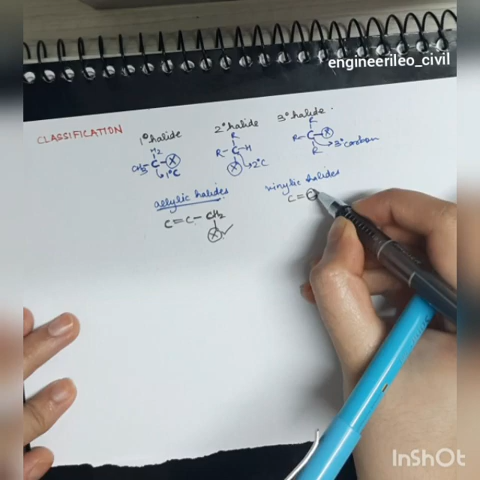 engineerileo_civil
CLASSIFICATION
1° halide 2° halide 3° halide.
H2 R R
CH3-C-X R-C-H R-C-X
1°C X 2°C R 3° carbon
allylic halides vinylic halides
C=C-CH2 C=C
X
InShOt